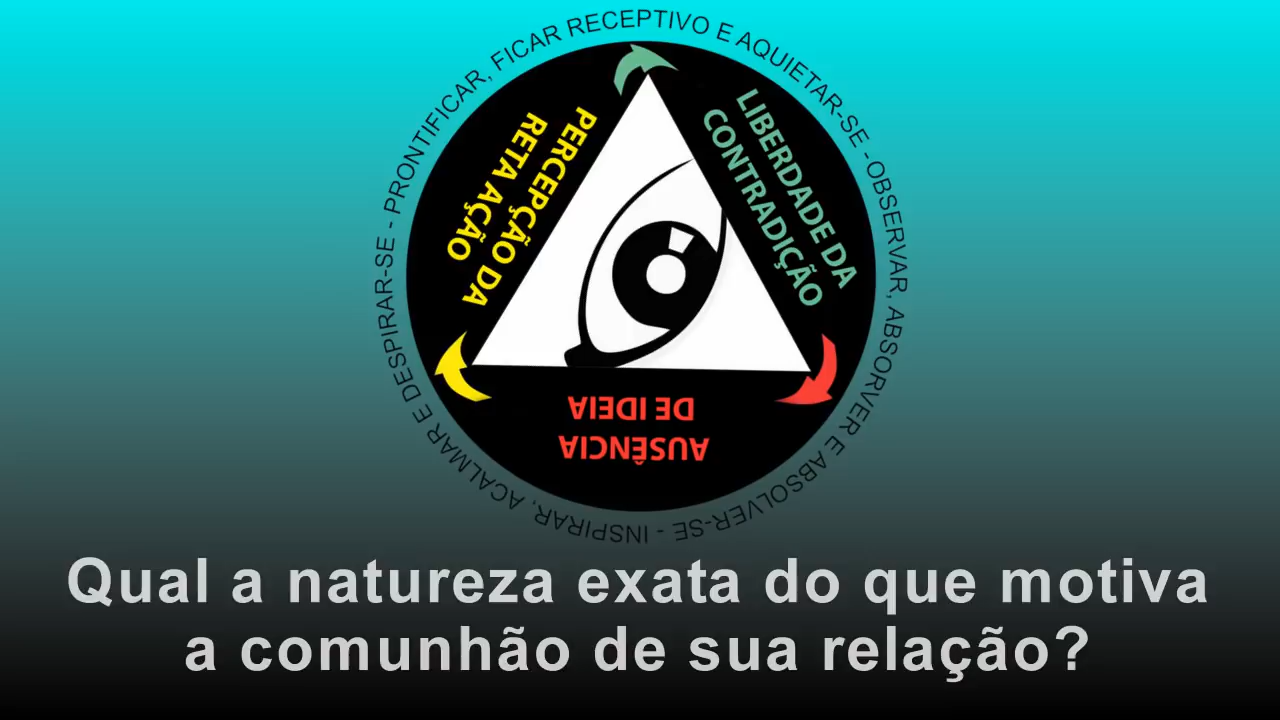 PRONTIFICAR, FICAR RECEPTIVO E AQUIETAR-SE - OBSERVAR, ABSORVER E ABSOLVER-SE - INSPIRAR, ACALMAR E DESPIRAR-SE -
PERCEPÇÃO DA
RETA AÇÃO
LIBERDADE DA
CONTRADIÇÃO
AUSÊNCIA
DE IDEIA
Qual a natureza exata do que motiva
a comunhão de sua relação?